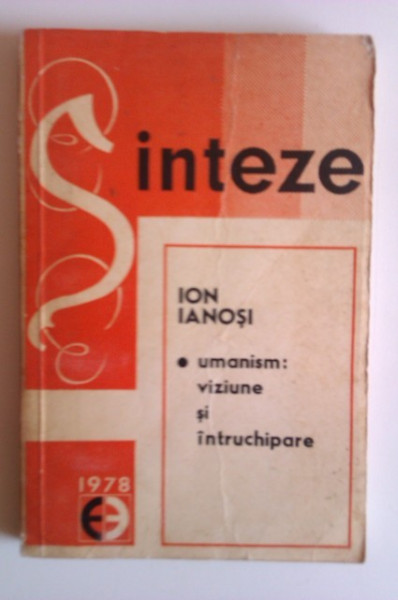 Sinteze
ION
IANOȘI
• umanism:
viziune
și
întruchipare
1978